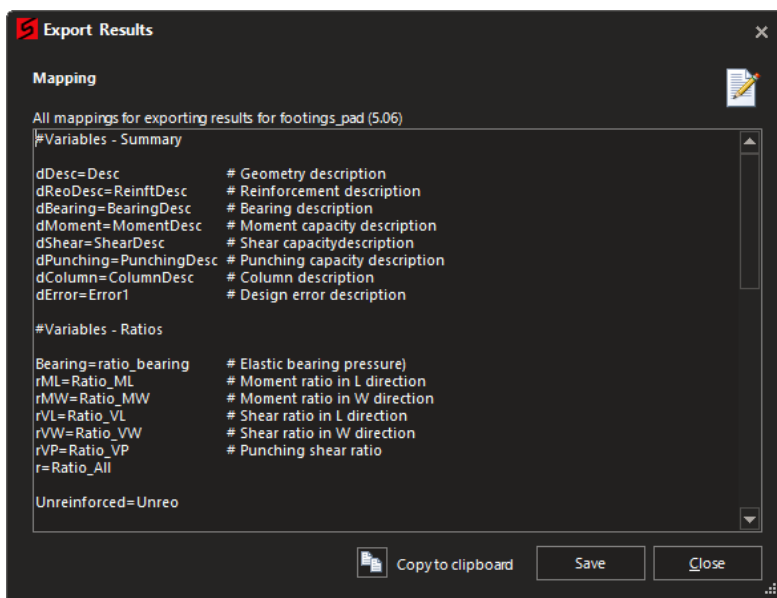 Export Results
Mapping
All mappings for exporting results for footings_pad (5.06)
#Variables - Summary
dDesc=Desc # Geometry description
dReoDesc=ReinftDesc # Reinforcement description
dBearing=BearingDesc # Bearing description
dMoment=MomentDesc # Moment capacity description
dShear=ShearDesc # Shear capacitydescription
dPunching=PunchingDesc # Punching capacity description
dColumn=ColumnDesc # Column description
dError=Error1 # Design error description
#Variables - Ratios
Bearing=ratio_bearing # Elastic bearing pressure)
rML=Ratio_ML # Moment ratio in L direction
rMW=Ratio_MW # Moment ratio in W direction
rVL=Ratio_VL # Shear ratio in L direction
rVW=Ratio_VW # Shear ratio in W direction
rVP=Ratio_VP # Punching shear ratio
r=Ratio_All
Unreinforced=Unreo
Copy to clipboard Save Close